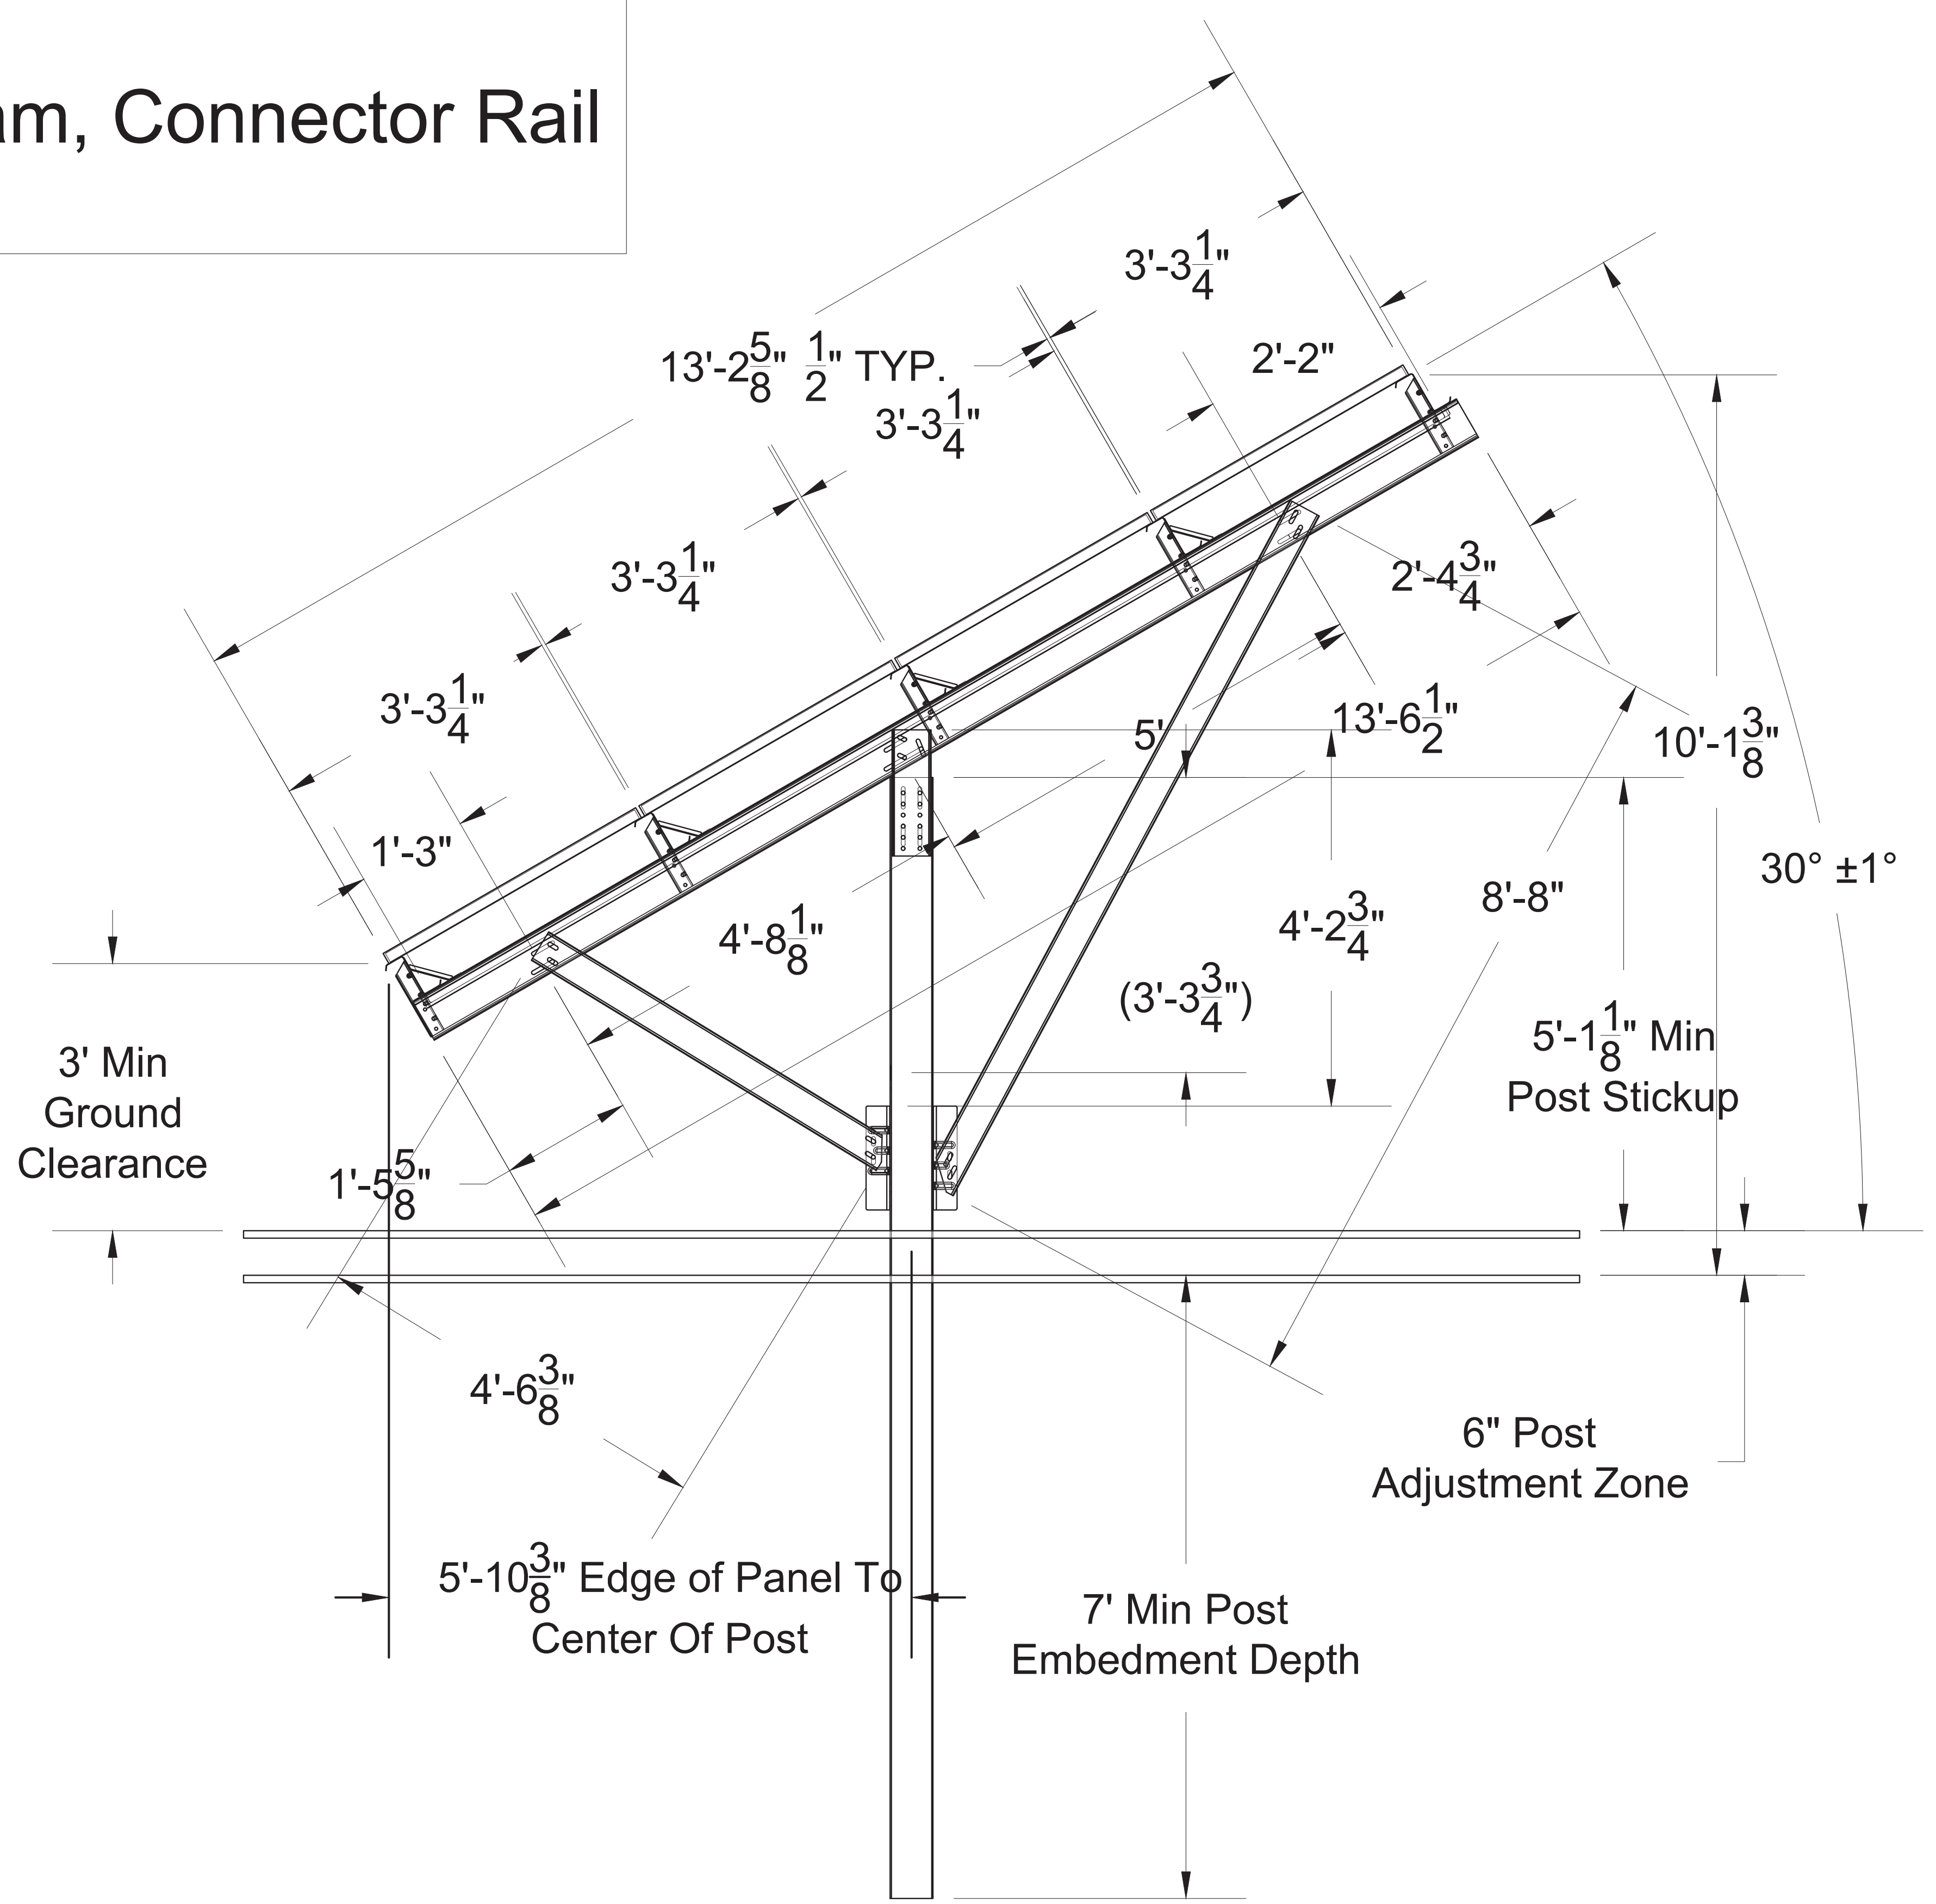 am, Connector Rail
3'-3 1/4"
13'-2 5/8" 1/2" TYP.
2'-2"
3'-3 1/4"
3'-3 1/4"
2'-4 3/4"
3'-3 1/4"
5'
13'-6 1/2"
10'-1 3/8"
1'-3"
30° ±1°
8'-8"
4'-8 1/8"
4'-2 3/4"
(3'-3 3/4")
5'-1 1/8" Min
Post Stickup
3' Min
Ground
Clearance
1'-5 5/8"
4'-6 3/8"
6" Post
Adjustment Zone
5'-10 3/8" Edge of Panel To
Center Of Post
7' Min Post
Embedment Depth